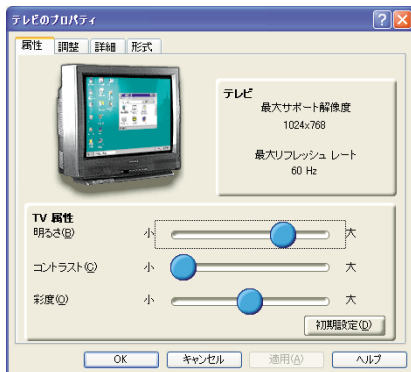 テレビのプロパティ
属性 調整 詳細 形式
テレビ
最大サポート解像度
1024x768
最大リフレッシュ レート
60 Hz
TV 属性
明るさ(B) 小 大
コントラスト(C) 小 大
彩度(O) 小 大
初期設定(D)
OK キャンセル 適用(A) ヘルプ